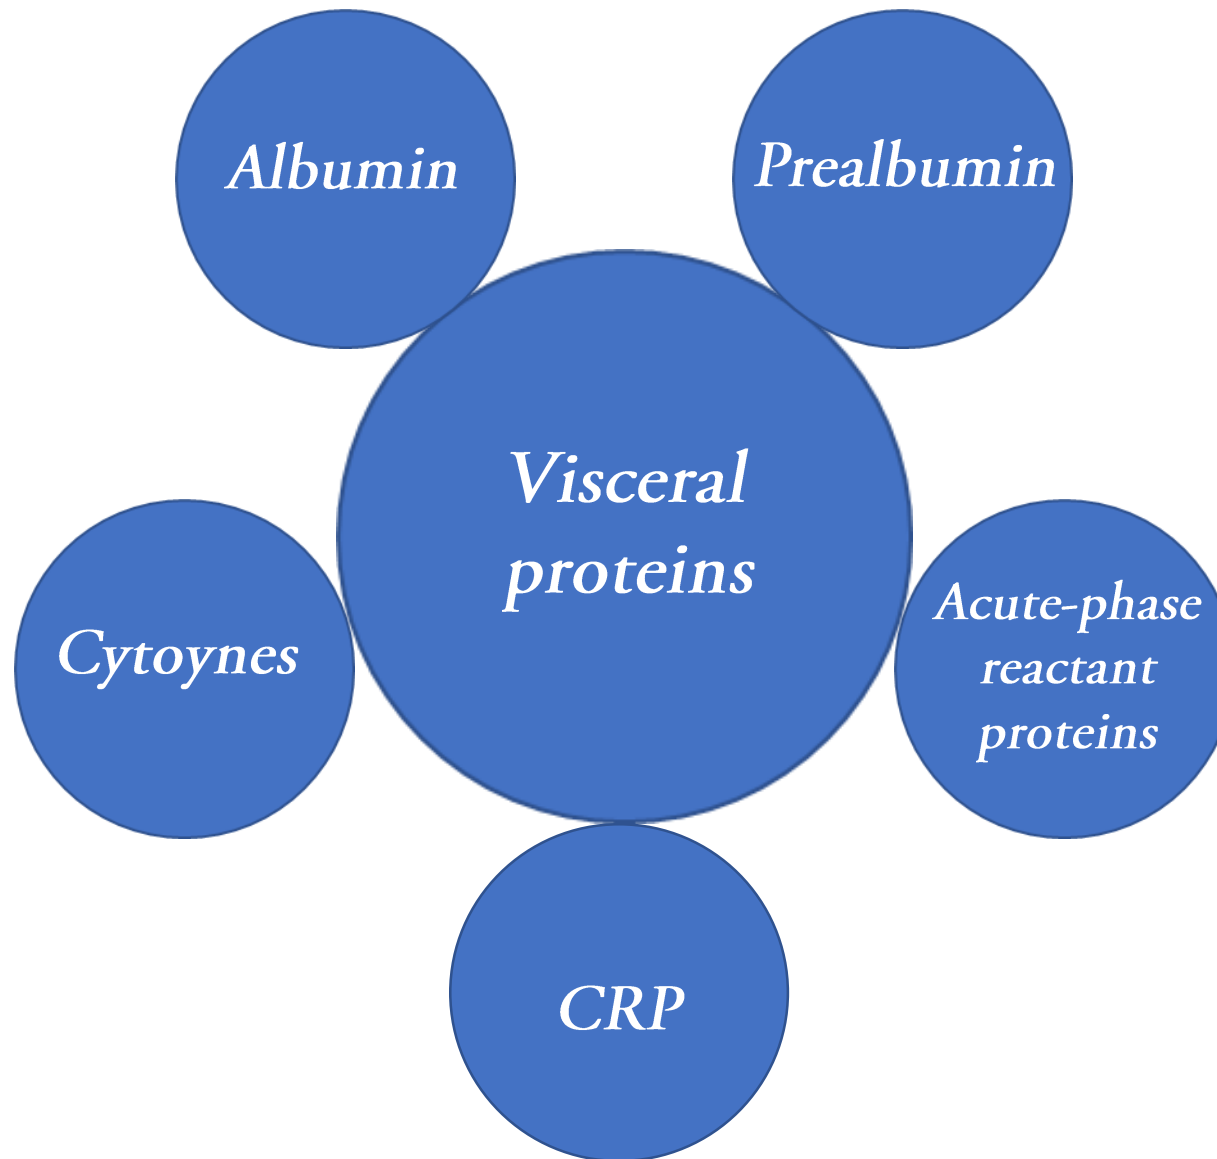 Albumin
Prealbumin
Visceral
proteins
Cytoynes
Acute-phase
reactant
proteins
CRP